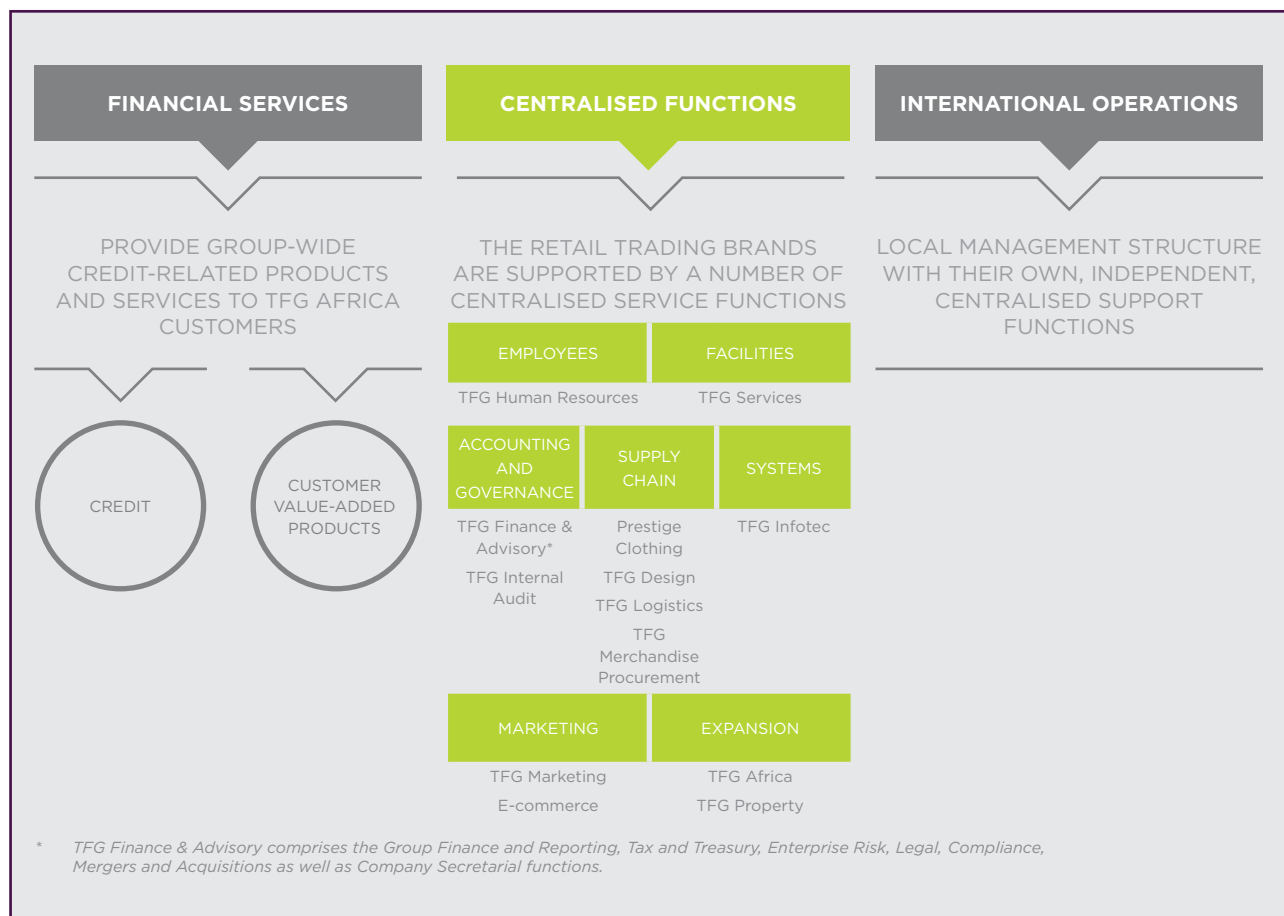 FINANCIAL SERVICES
PROVIDE GROUP-WIDE
CREDIT-RELATED PRODUCTS
AND SERVICES TO TFG AFRICA
CUSTOMERS
CREDIT
CUSTOMER
VALUE-ADDED
PRODUCTS
CENTRALISED FUNCTIONS
THE RETAIL TRADING BRANDS
ARE SUPPORTED BY A NUMBER OF
CENTRALISED SERVICE FUNCTIONS
EMPLOYEES
TFG Human Resources
FACILITIES
TFG Services
ACCOUNTING
AND
GOVERNANCE
TFG Finance &
Advisory*
TFG Internal
Audit
SUPPLY
CHAIN
Prestige
Clothing
TFG Design
TFG Logistics
TFG
Merchandise
Procurement
SYSTEMS
TFG Infotec
MARKETING
TFG Marketing
E-commerce
EXPANSION
TFG Africa
TFG Property
INTERNATIONAL OPERATIONS
LOCAL MANAGEMENT STRUCTURE
WITH THEIR OWN, INDEPENDENT,
CENTRALISED SUPPORT
FUNCTIONS
* TFG Finance & Advisory comprises the Group Finance and Reporting, Tax and Treasury, Enterprise Risk, Legal, Compliance,
Mergers and Acquisitions as well as Company Secretarial functions.